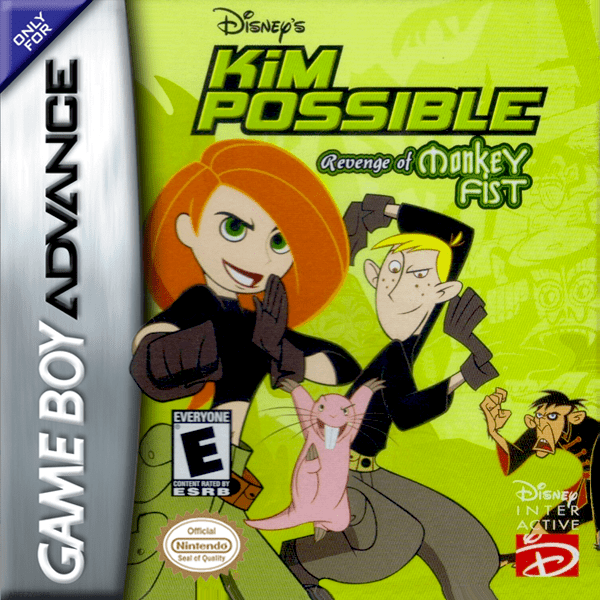 ONLY
FOR
GAME BOY ADVANCE
Disney's
KiM
POSSIBLE
Revenge of MONKEY
FIST
EVERYONE
E
CONTENT RATED BY
ESRB
Official
Nintendo
Seal of Quality
Disney
INTER
ACTIVE
D